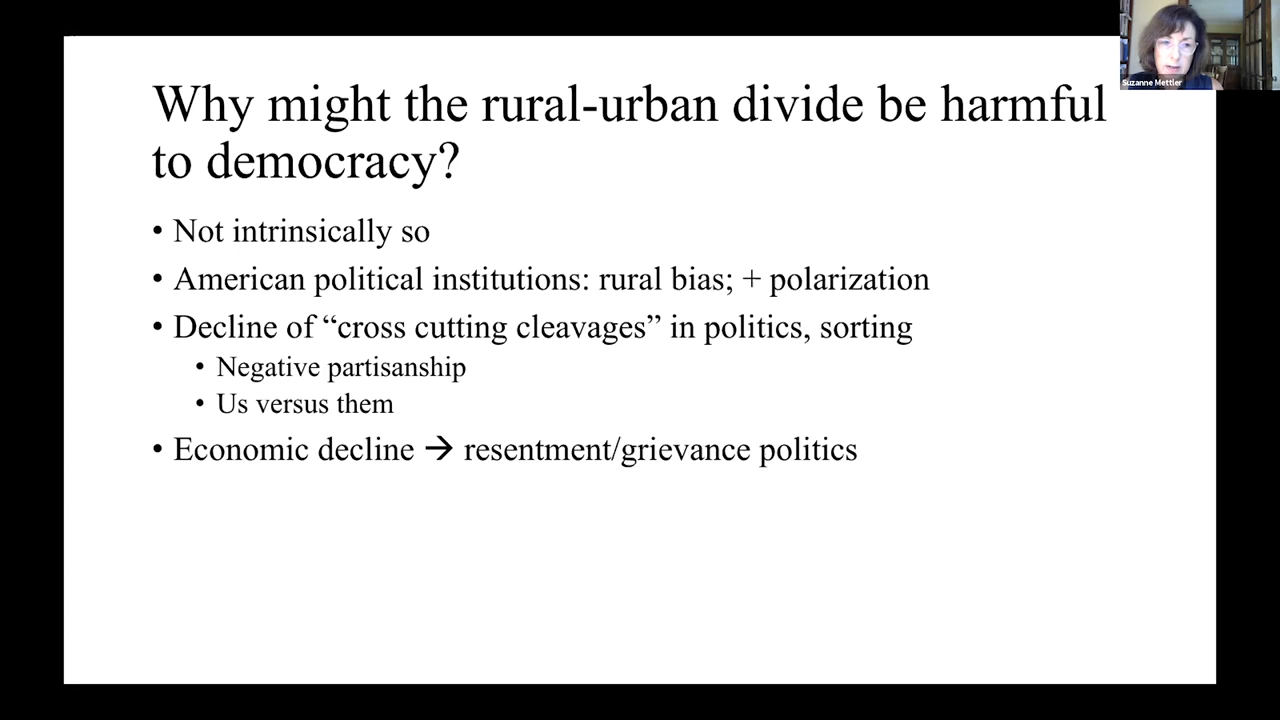 Why might the rural-urban divide be harmful
to democracy?
• Not intrinsically so
• American political institutions: rural bias; + polarization
• Decline of “cross cutting cleavages” in politics, sorting
• Negative partisanship
• Us versus them
• Economic decline → resentment/grievance politics
Suzanne Mettler